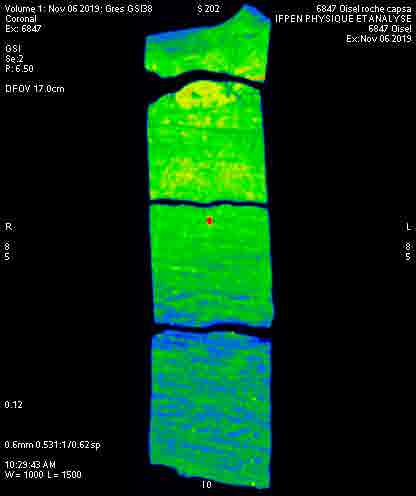 Volume 1: Nov 06 2019: Gres GSI38
Coronal
Ex: 6847
GSI
Se:2
P: 6.50
DFOV 17.0cm
S 202
6847 Oisel roche capsa
IFPEN PHYSIQUE ET ANALYSE
6847 Oisel
Ex:Nov 06 2019
R
8
5
L
8
5
0.12
0.6mm 0.531:1/0.62sp
10:29:43 AM
W = 1000 L = 1500